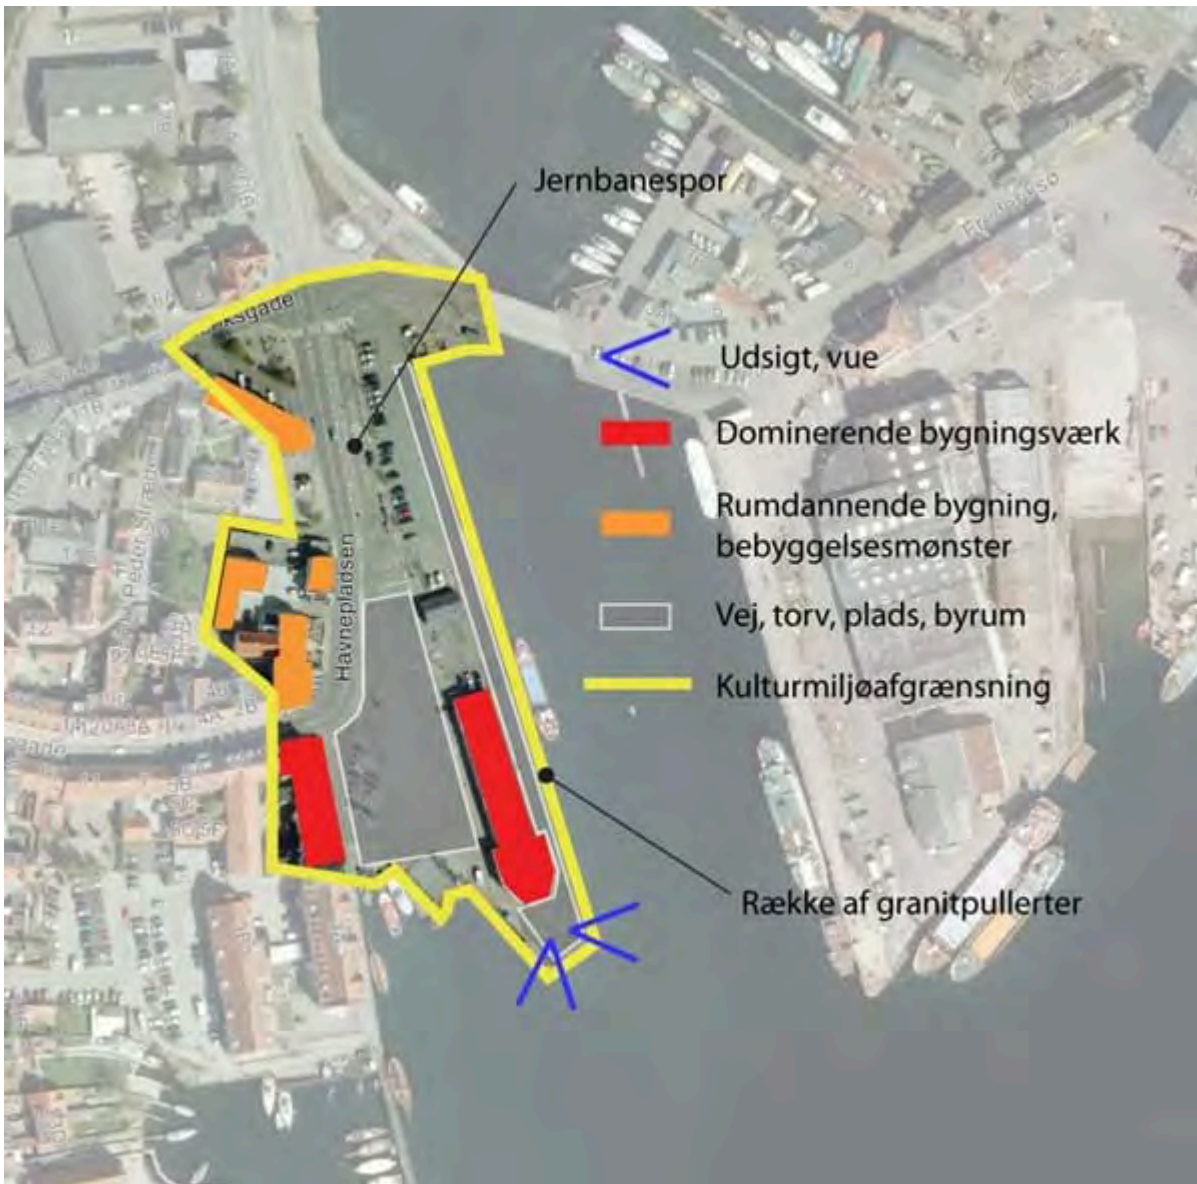 Jernbanespor
Udsigt, vue
Dominerende bygningsværk
Rumdannende bygning,
bebyggelsesmønster
Havnepladsen
Vej, torv, plads, byrum
Kulturmiljøafgrænsning
Række af granitpullerter